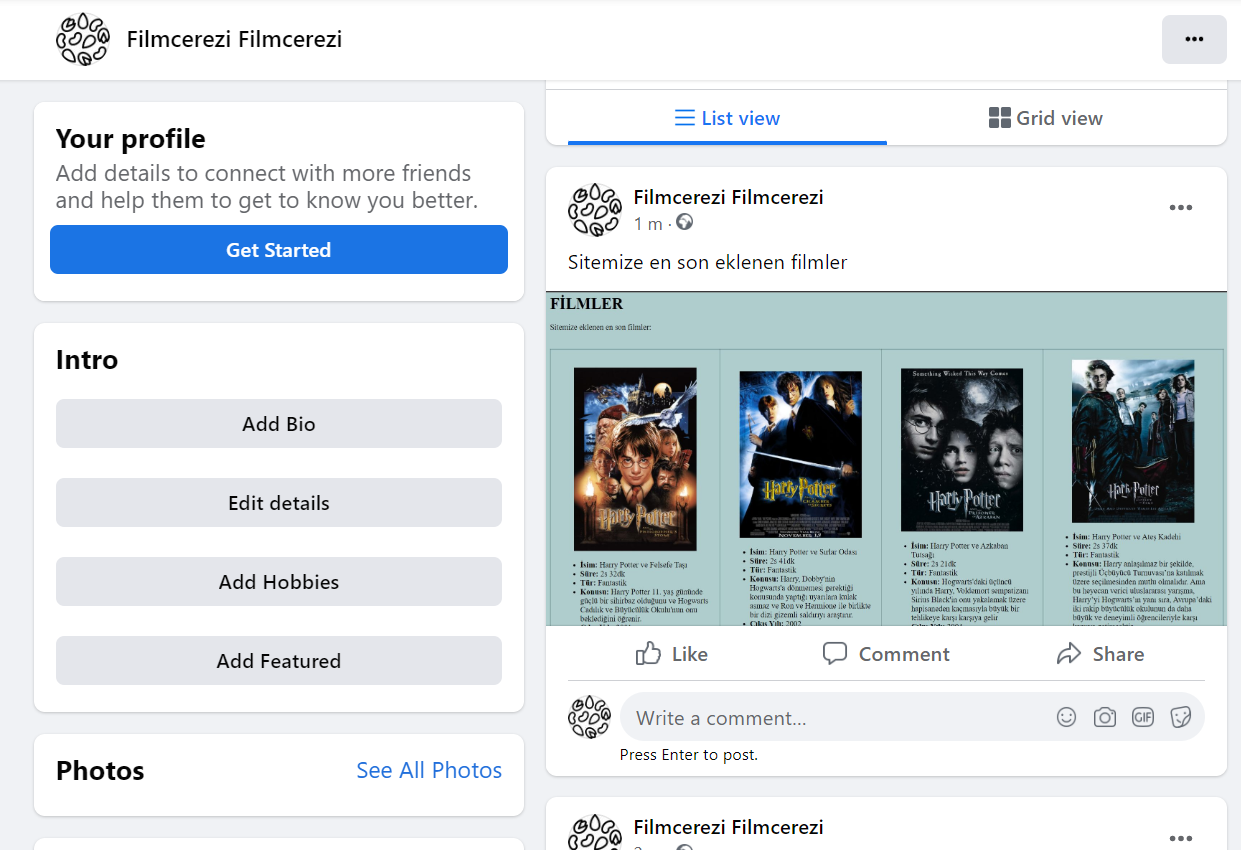 Filmcerezi Filmcerezi
Your profile
Add details to connect with more friends
and help them to get to know you better.
Get Started
Intro
Add Bio
Edit details
Add Hobbies
Add Featured
Photos
See All Photos
List view
Grid view
Filmcerezi Filmcerezi
1 m ·
Sitemize en son eklenen filmler
FİLMLER
Sitemize eklenen en son filmler:
Harry Potter
İsim: Harry Potter ve Felsefe Taşı
Süre: 2s 32dk
Tür: Fantastik
Konusu: Harry Potter 11. yaş gününde
güçlü bir sihirbaz olduğunu ve Hogwarts
Cadılık ve Büyücülük Okulu'nun onu
beklediğini öğrenir.
Harry Potter
NOVEMBER 15
İsim: Harry Potter ve Sırlar Odası
Süre: 2s 41dk
Tür: Fantastik
Konusu: Harry, Dobby'nin
Hogwarts'a dönmemesi gerektiği
konusunda yaptığı uyarılara kulak
asmaz ve Ron ve Hermione ile birlikte
bir dizi gizemli saldırıyı araştırır.
Çıkış Yılı: 2002
Something Wicked This Way Comes
Harry Potter
İsim: Harry Potter ve Azkaban
Tutsağı
Süre: 2s 21dk
Tür: Fantastik
Konusu: Hogwarts'daki üçüncü
yılında Harry, Voldemort sempatizanı
Sirius Black'in onu yakalamak üzere
hapisaneden kaçmasıyla büyük bir
tehlikeye karşı karşıya gelir
Çıkış Yılı: 2004
Harry Potter
İsim: Harry Potter ve Ateş Kadehi
Süre: 2s 37dk
Tür: Fantastik
Konusu: Harry anlaşılmaz bir şekilde,
prestijli Üçbüyücü Turnuvası'na katılmak
üzere seçilmesinden mutlu olmalıdır. Ama
bu heyecan verici uluslararası yarışma,
Harry'yi Hogwarts'ın yanı sıra, Avrupa'daki
iki rakip büyücülük okulunun da daha
büyük ve deneyimli öğrencileriyle karşı
Like
Comment
Share
Write a comment…
GIF
Press Enter to post.
Filmcerezi Filmcerezi